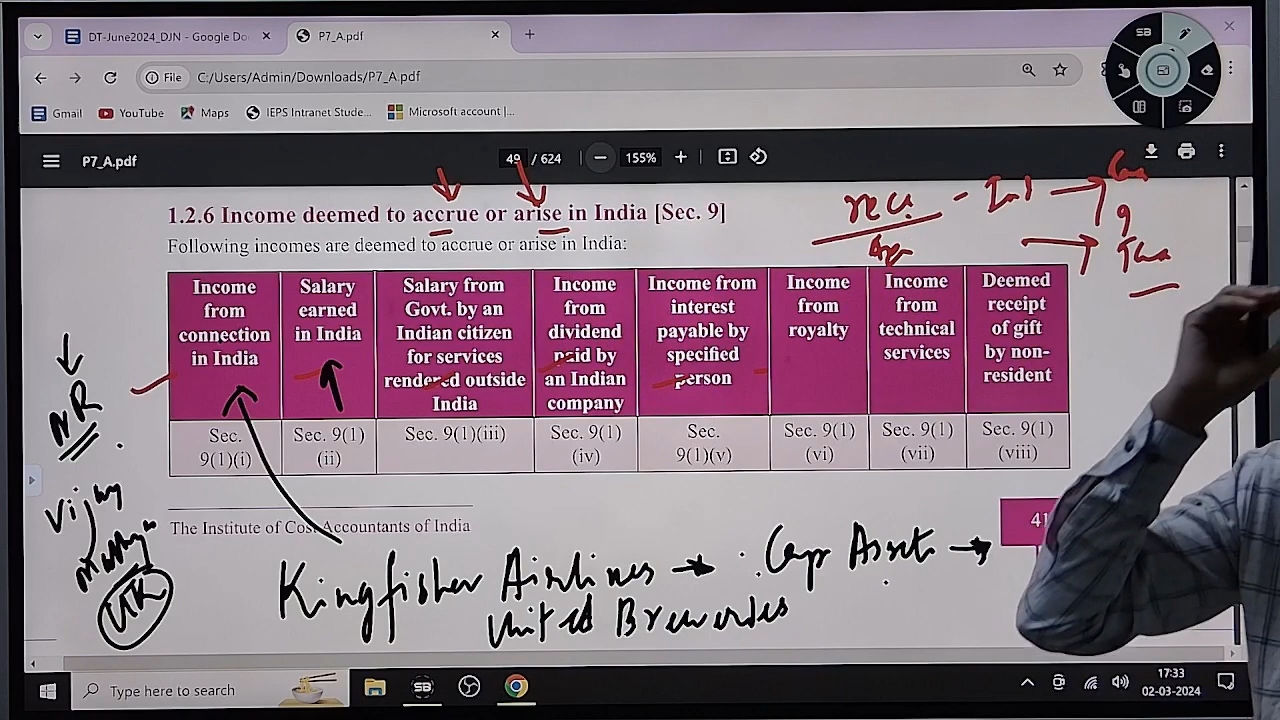 DT-June2024_DJN - Google Do
P7_A.pdf
File C:/Users/Admin/Downloads/P7_A.pdf
Gmail YouTube Maps IEPS Intranet Stude... Microsoft account |...
P7_A.pdf 49 / 624 155%
1.2.6 Income deemed to accrue or arise in India [Sec. 9]
Following incomes are deemed to accrue or arise in India:
Income from connection in India
Salary earned in India
Salary from Govt. by an Indian citizen for services rendered outside India
Income from dividend paid by an Indian company
Income from interest payable by specified person
Income from royalty
Income from technical services
Deemed receipt of gift by non-resident
Sec. 9(1)(i)
Sec. 9(1)(ii)
Sec. 9(1)(iii)
Sec. 9(1)(iv)
Sec. 9(1)(v)
Sec. 9(1)(vi)
Sec. 9(1)(vii)
Sec. 9(1)(viii)
NR
Vijay
UK
The Institute of Cost Accountants of India
41
Kingfisher Airlines → Cap Assets →
United Breweries
Type here to search
SB
17:33
02-03-2024